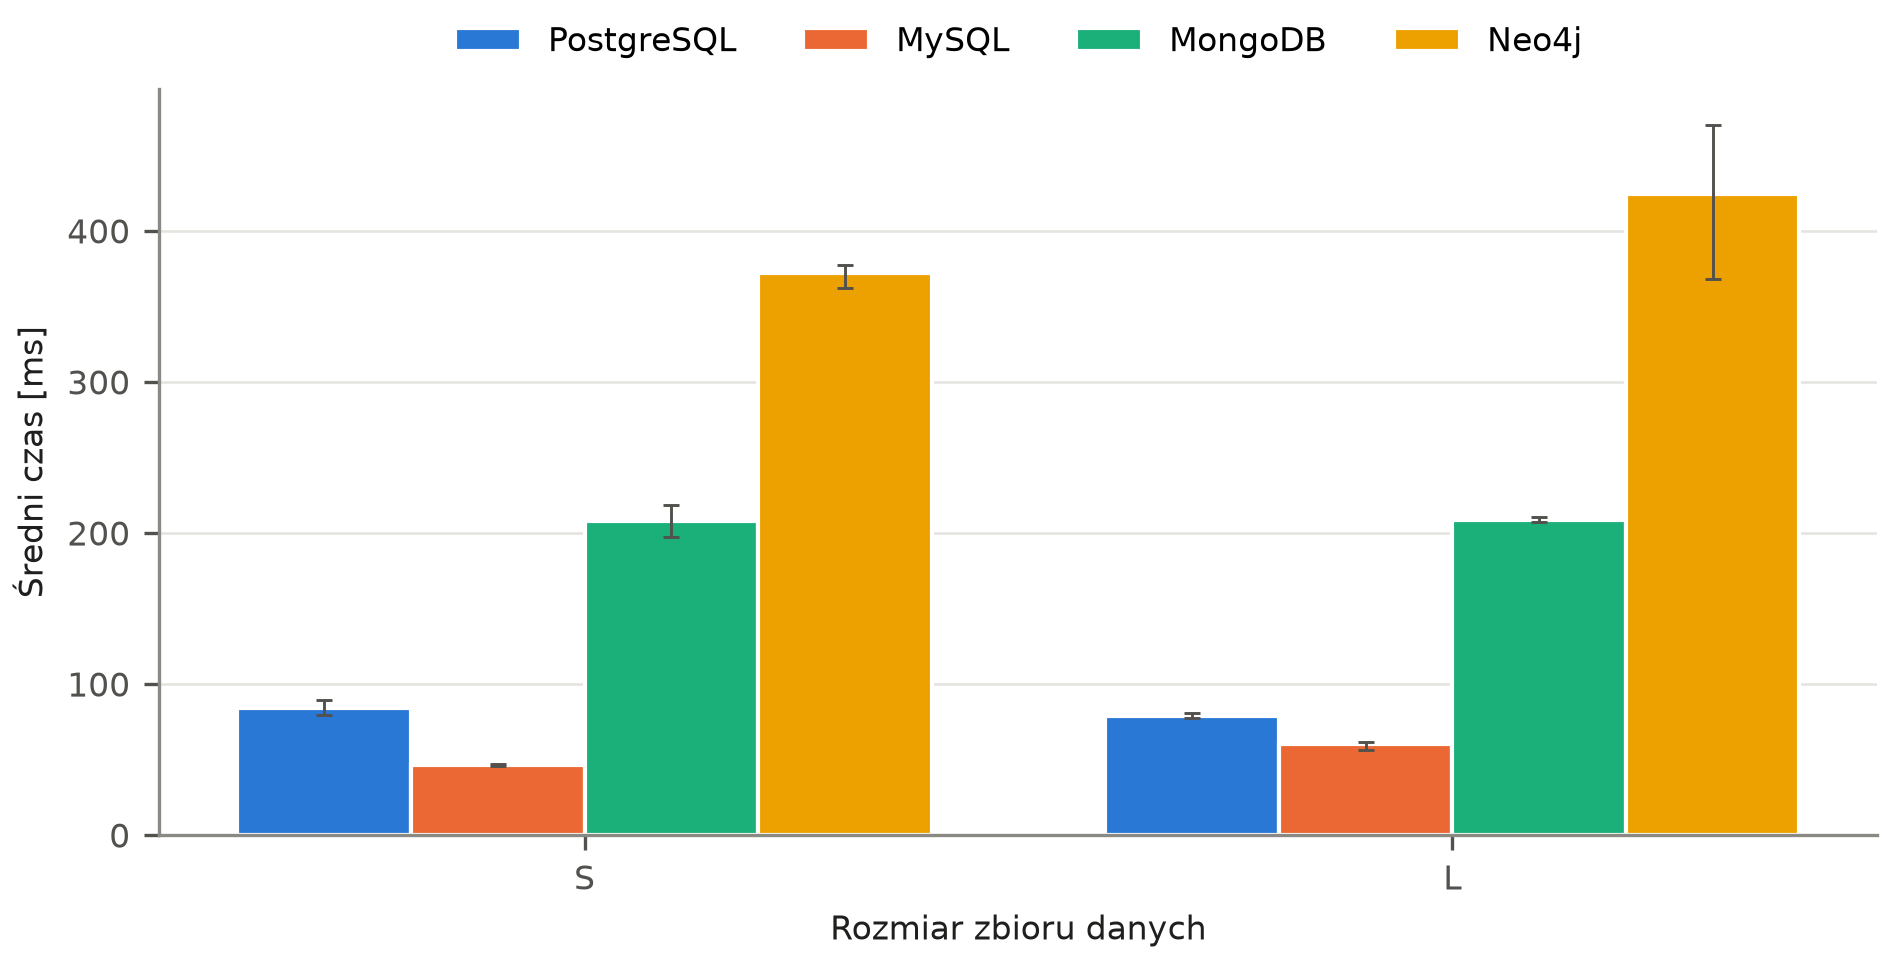 PostgreSQL MySQL MongoDB Neo4j
Średni czas [ms]
400
300
200
100
0
S L
Rozmiar zbioru danych